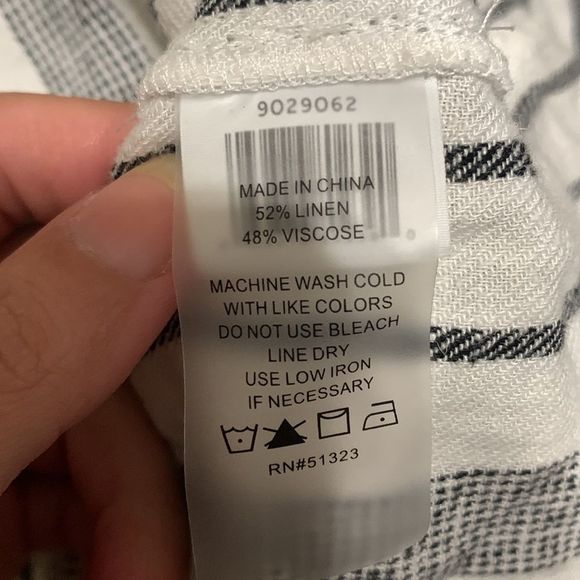 9029062
MADE IN CHINA
52% LINEN
48% VISCOSE
MACHINE WASH COLD
WITH LIKE COLORS
DO NOT USE BLEACH
LINE DRY
USE LOW IRON
IF NECESSARY
RN#51323